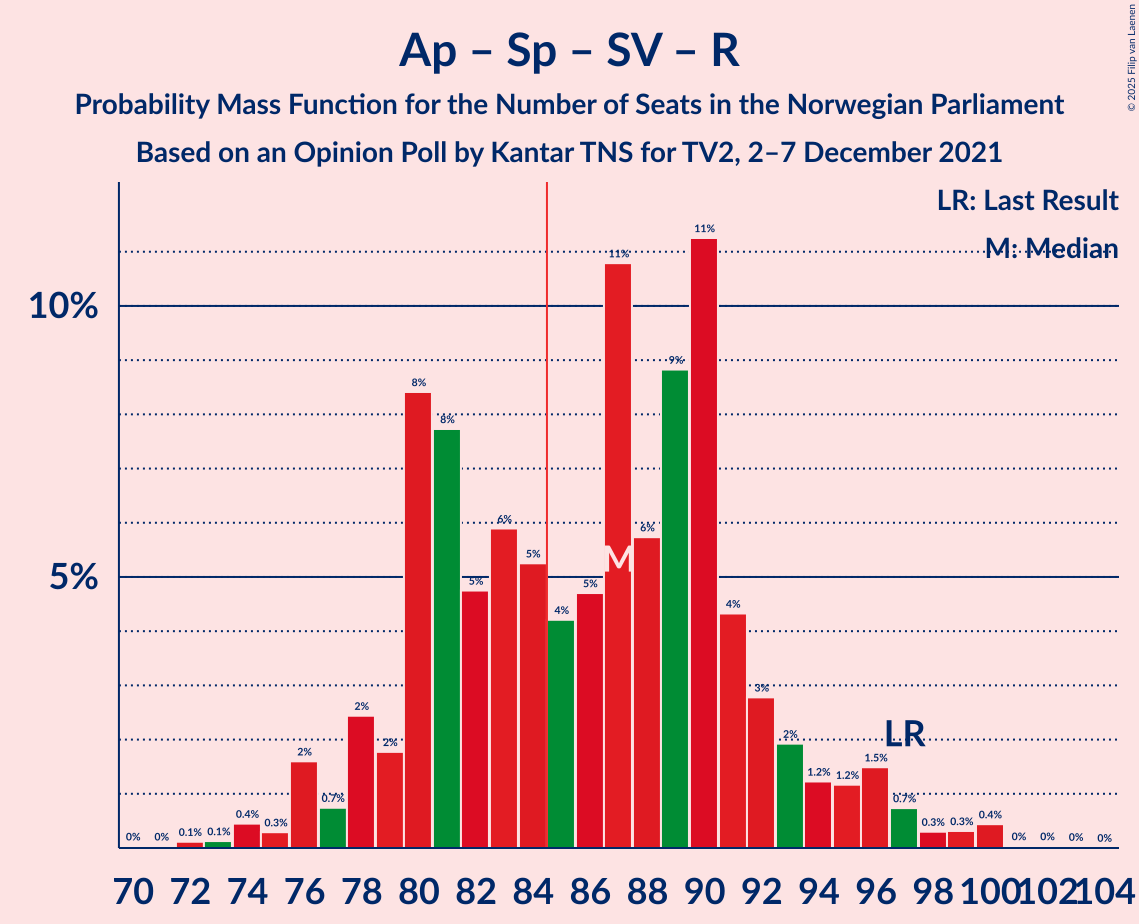 Ap – Sp – SV – R
Probability Mass Function for the Number of Seats in the Norwegian Parliament
Based on an Opinion Poll by Kantar TNS for TV2, 2–7 December 2021
© 2025 Filip van Laenen
LR: Last Result
M: Median
10%
5%
0% 0% 0.1% 0.1% 0.4% 0.3% 2% 0.7% 2% 2% 8% 8% 5% 6% 5% 4% 5% 11% 6% 9% 11% 4% 3% 2% 1.2% 1.2% 1.5% 0.7% 0.3% 0.3% 0.4% 0% 0% 0% 0%
M
LR
70 72 74 76 78 80 82 84 86 88 90 92 94 96 98 100 102 104